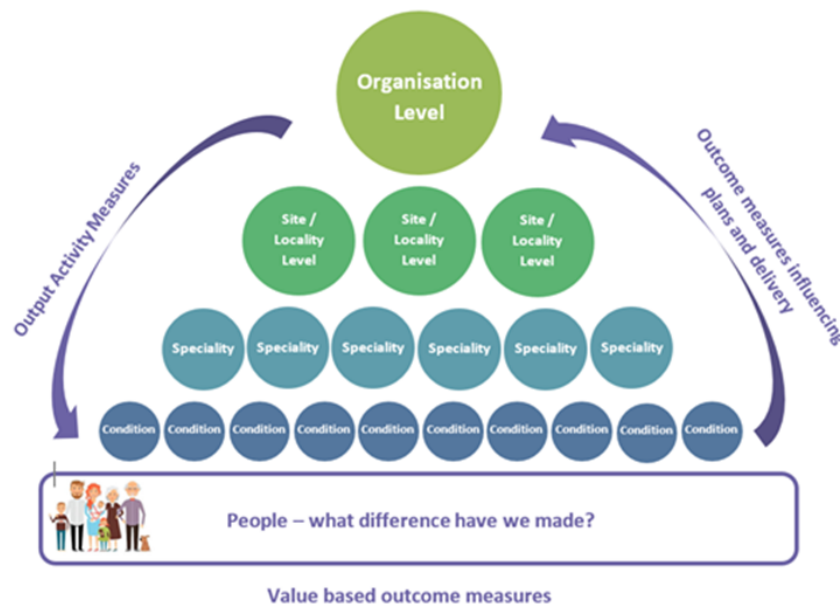 Organisation
Level
Output Activity Measures
Outcome measures influencing
plans and delivery
Site /
Locality
Level
Site /
Locality
Level
Site /
Locality
Level
Speciality
Speciality
Speciality
Speciality
Speciality
Speciality
Condition
Condition
Condition
Condition
Condition
Condition
Condition
Condition
Condition
Condition
People – what difference have we made?
Value based outcome measures